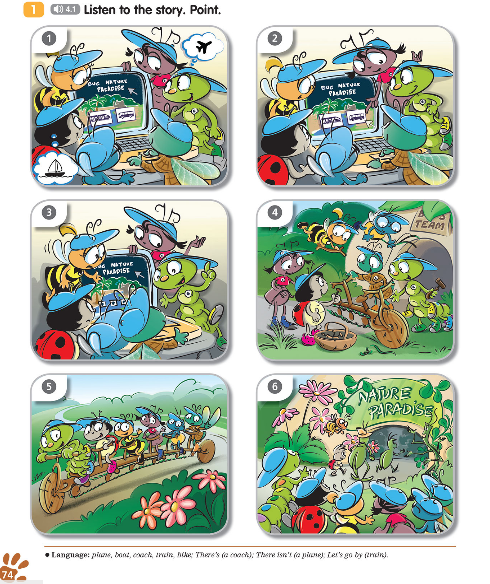 1 4.1 Listen to the story. Point.
1
BUG NATURE
PARADISE
2
BUG NATURE
PARADISE
3
BUG NATURE
PARADISE
4
TEAM
5
6
NATURE
PARADISE
• Language: plane, boat, coach, train, bike; There's (a coach); There isn't (a plane); Let's go by (train).
74